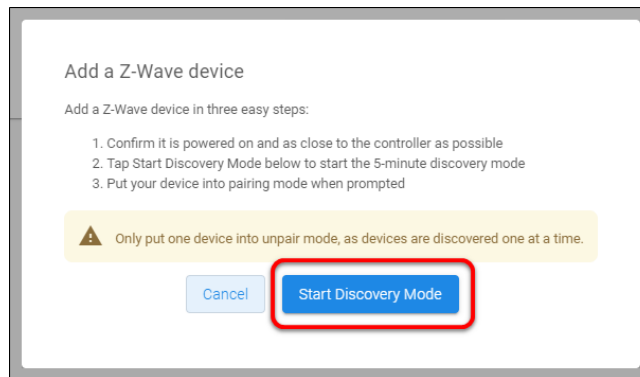 Add a Z-Wave device
Add a Z-Wave device in three easy steps:
1. Confirm it is powered on and as close to the controller as possible
2. Tap Start Discovery Mode below to start the 5-minute discovery mode
3. Put your device into pairing mode when prompted
Only put one device into unpair mode, as devices are discovered one at a time.
Cancel
Start Discovery Mode